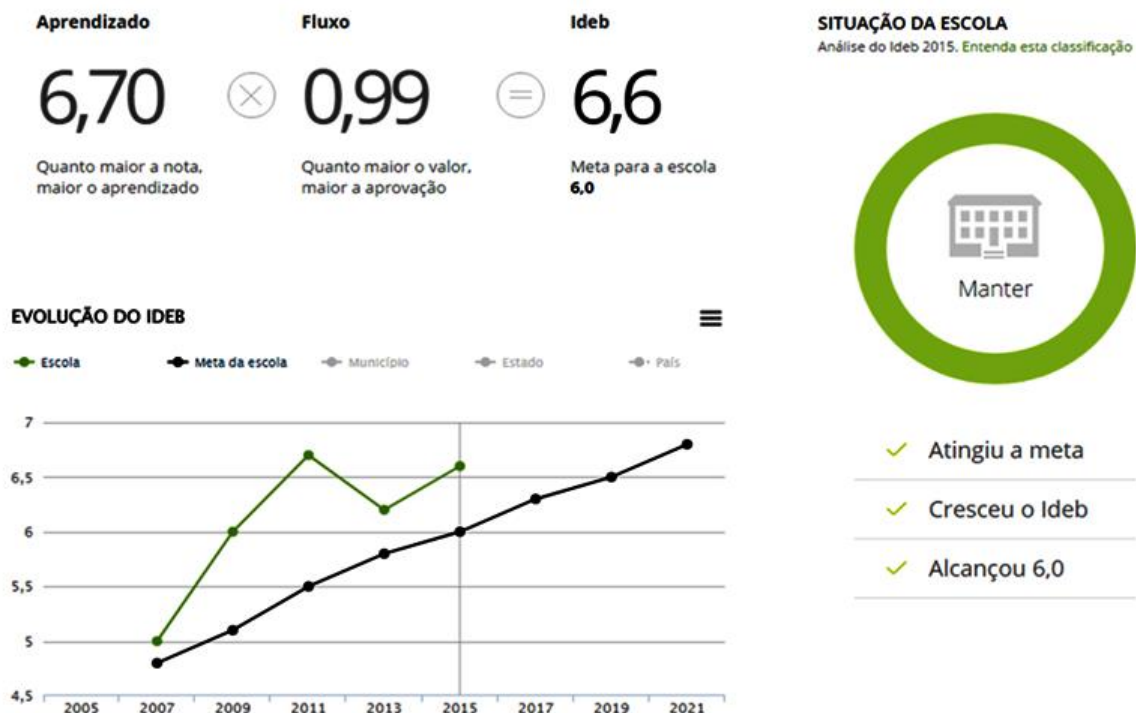 Aprendizado
Fluxo
Ideb
6,70
0,99
6,6
Quanto maior a nota,
maior o aprendizado
Quanto maior o valor,
maior a aprovação
Meta para a escola
6,0
SITUAÇÃO DA ESCOLA
Análise do Ideb 2015. Entenda esta classificação
Manter
Atingiu a meta
Cresceu o Ideb
Alcançou 6,0
EVOLUÇÃO DO IDEB
Escola
Meta da escola
Município
Estado
País
7
6,5
6
5,5
5
4,5
2005 2007 2009 2011 2013 2015 2017 2019 2021